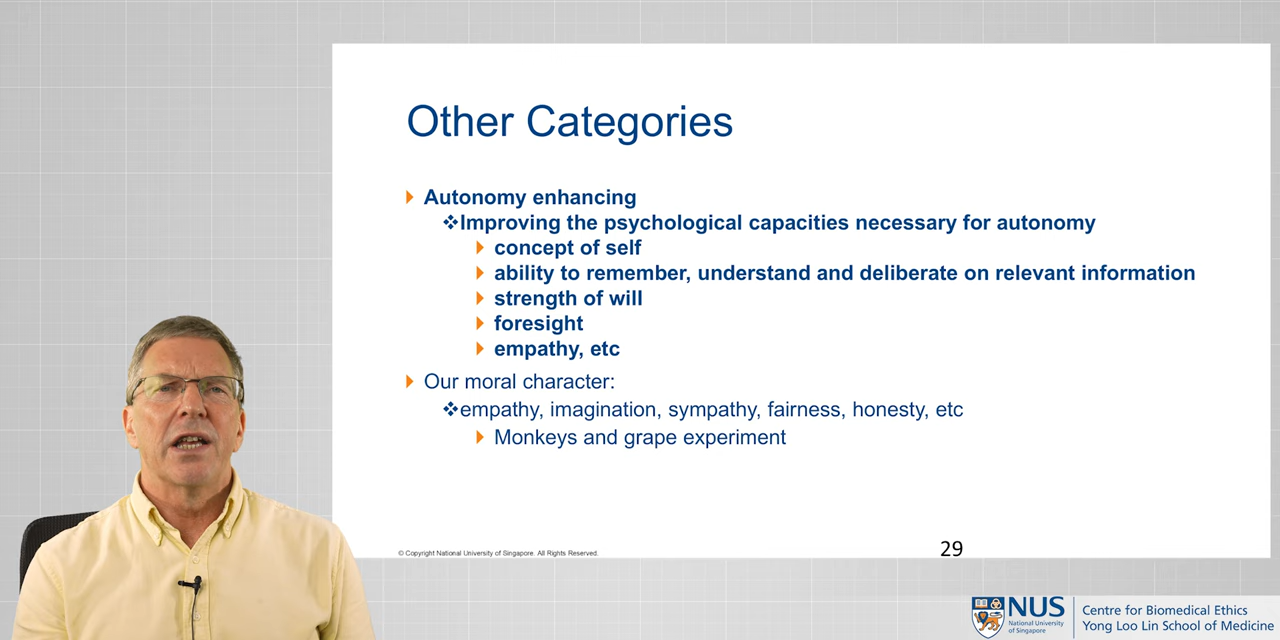 Other Categories
Autonomy enhancing
Improving the psychological capacities necessary for autonomy
concept of self
ability to remember, understand and deliberate on relevant information
strength of will
foresight
empathy, etc
Our moral character:
empathy, imagination, sympathy, fairness, honesty, etc
Monkeys and grape experiment
© Copyright National University of Singapore. All Rights Reserved.
29
NUS
National University
of Singapore
Centre for Biomedical Ethics
Yong Loo Lin School of Medicine